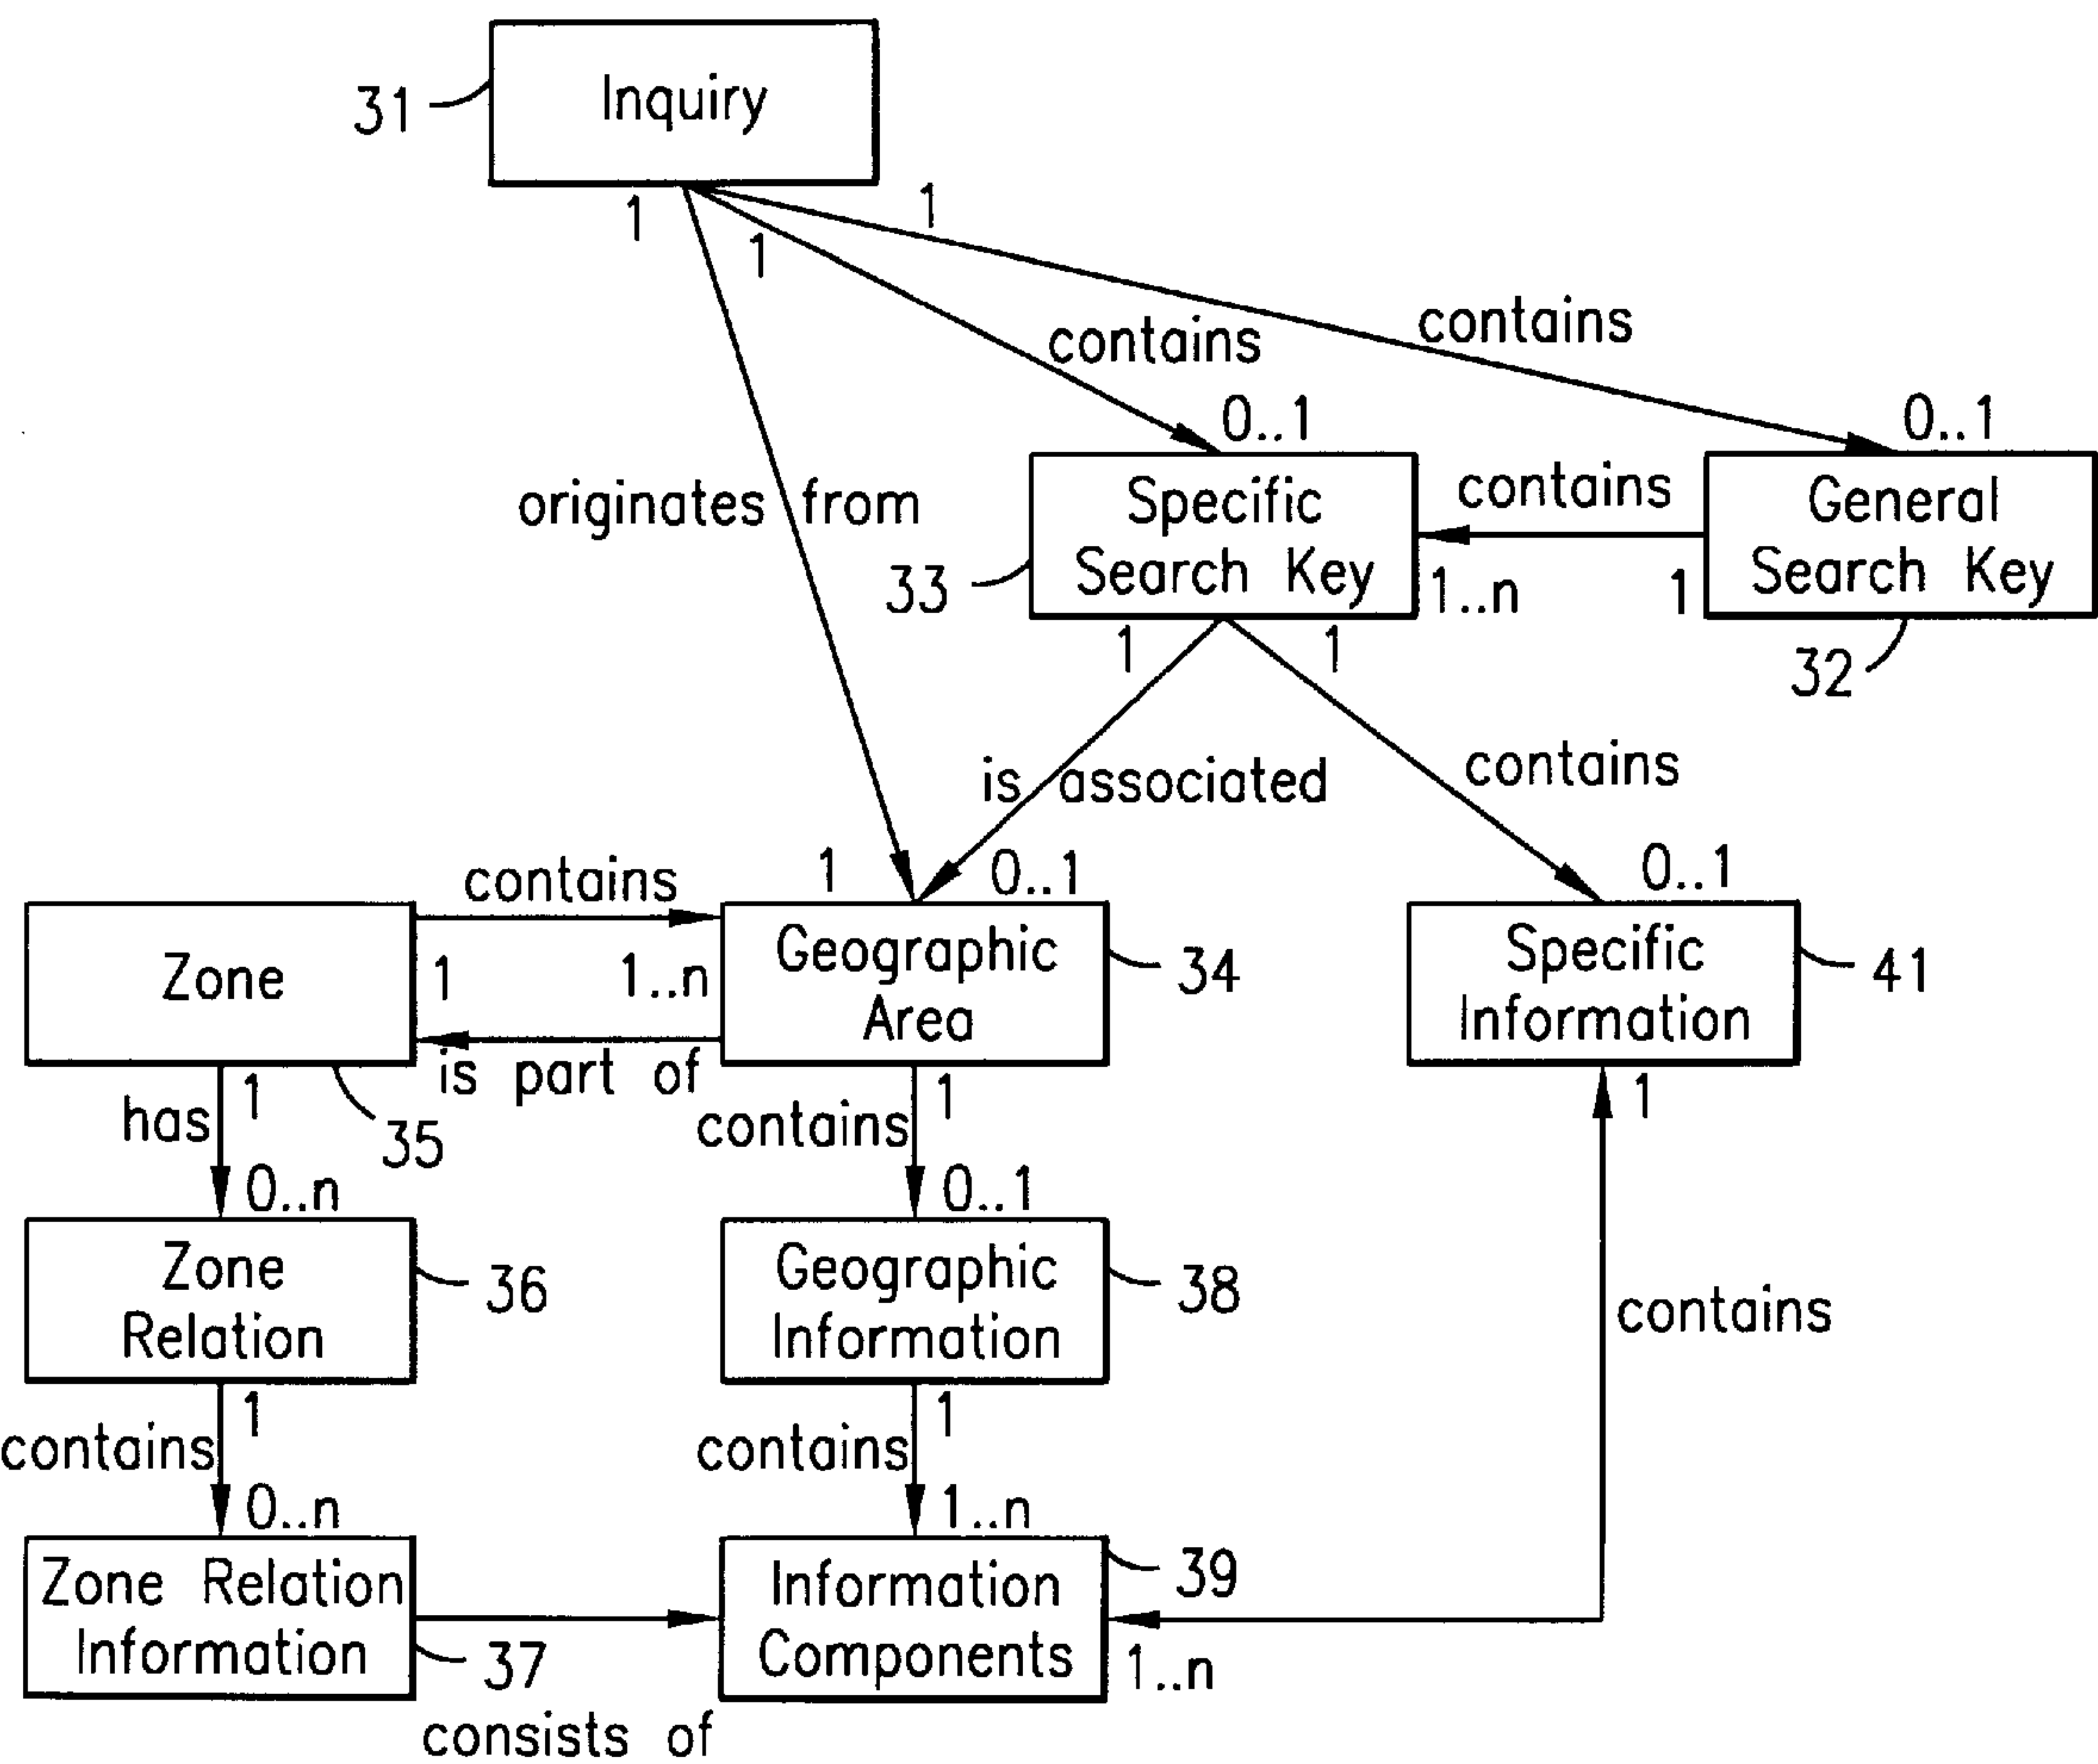 Inquiry
31
1
1
1
contains
contains
0..1
0..1
originates from
Specific
Search Key
33
contains
1..n
1
General
Search Key
32
1
1
is associated
contains
contains
1
0..1
0..1
Zone
1
1..n
Geographic
Area
34
Specific
Information
41
is part of
has
1
35
contains
1
1
0..n
0..1
Zone
Relation
36
Geographic
Information
38
contains
contains
1
contains
1
0..n
1..n
Zone Relation
Information
37
Information
Components
39
1..n
consists of